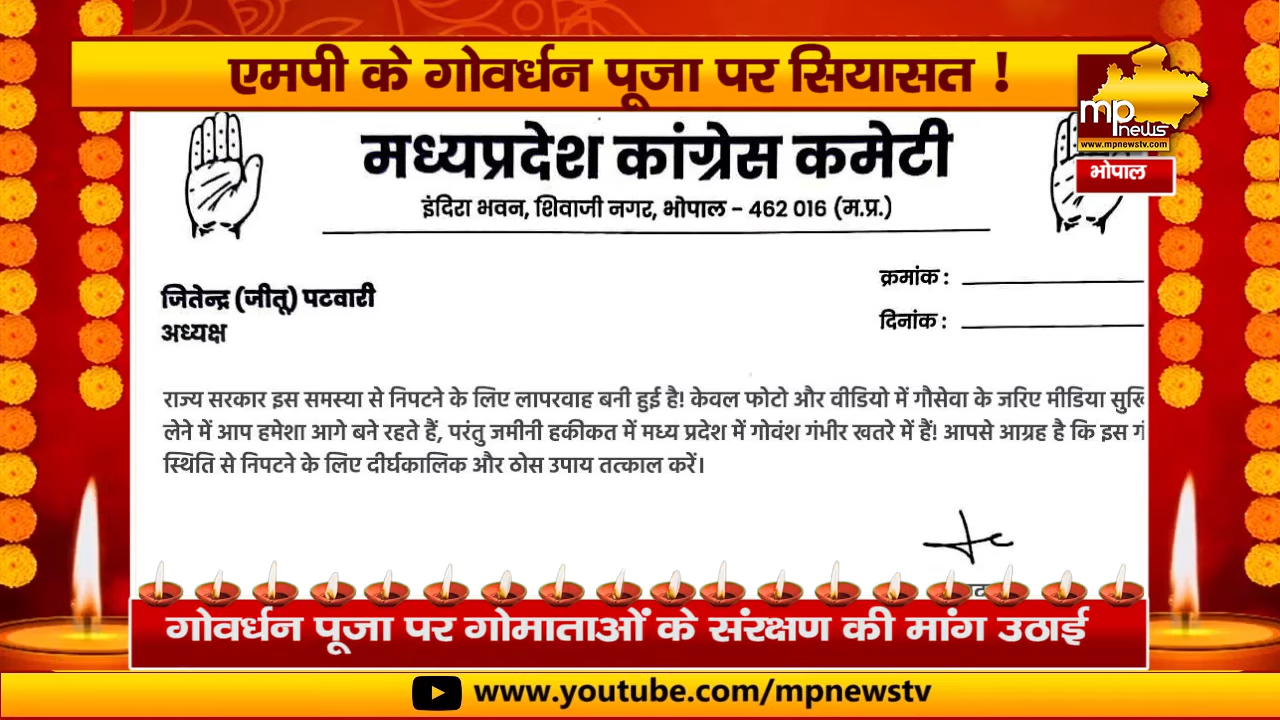 एमपी के गोवर्धन पूजा पर सियासत !
mp news
www.mpnewstv.com
भोपाल
मध्यप्रदेश कांग्रेस कमेटी
इंदिरा भवन, शिवाजी नगर, भोपाल – 462 016 (म.प्र.)
क्रमांक :
जितेन्द्र (जीतू) पटवारी
दिनांक :
अध्यक्ष
राज्य सरकार इस समस्या से निपटने के लिए लापरवाह बनी हुई है! केवल फोटो और वीडियो में गौसेवा के जरिए मीडिया
लेने में आप हमेशा आगे बने रहते हैं, परंतु जमीनी हकीकत में मध्य प्रदेश में गोवंश गंभीर खतरे में हैं! आपसे आग्रह है कि इस
स्थिति से निपटने के लिए दीर्घकालिक और ठोस उपाय तत्काल करें।
गोवर्धन पूजा पर गोमाताओं के संरक्षण की मांग उठाई
www.youtube.com/mpnewstv